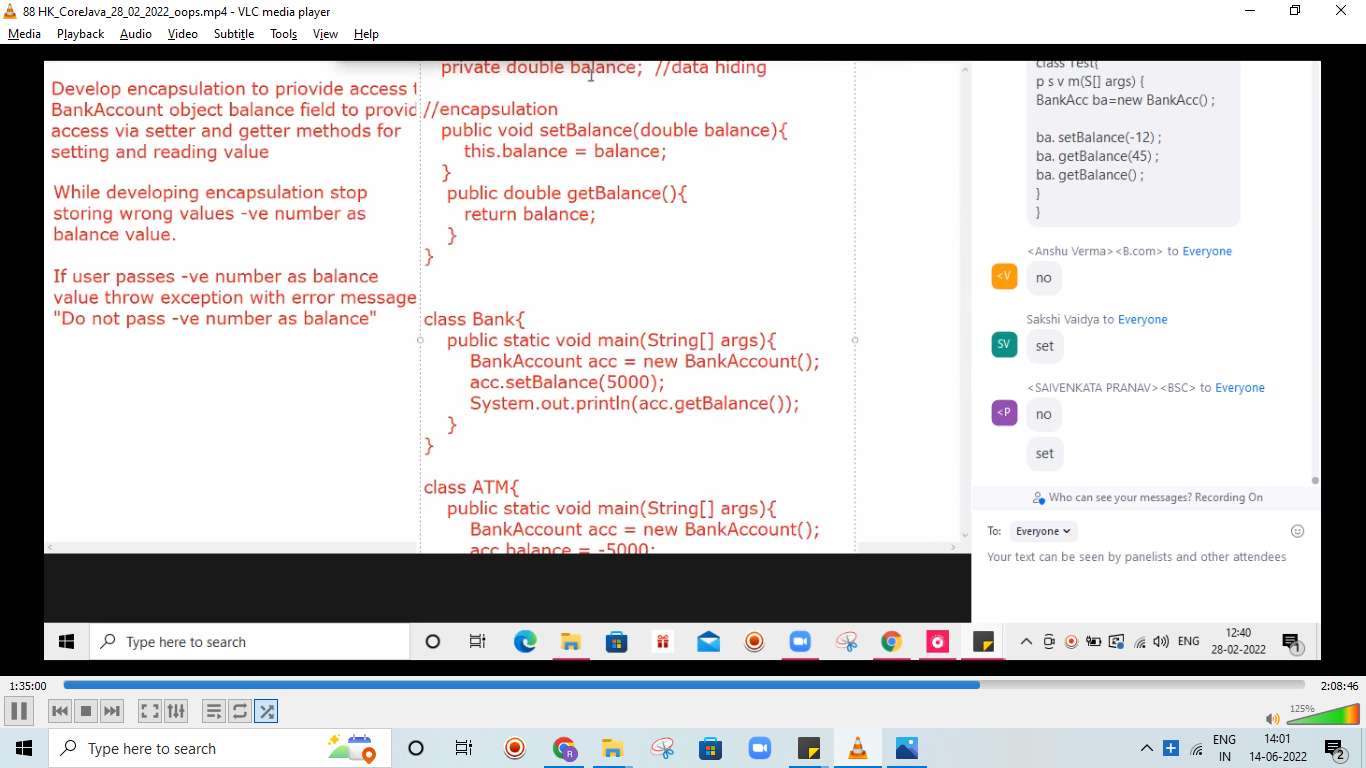 88 HK_CoreJava_28_02_2022_oops.mp4 - VLC media player
Media Playback Audio Video Subtitle Tools View Help
Develop encapsulation to priovide access t
BankAccount object balance field to provid
access via setter and getter methods for
setting and reading value
While developing encapsulation stop
storing wrong values -ve number as
balance value.
If user passes -ve number as balance
value throw exception with error message
"Do not pass -ve number as balance"
private double balance; //data hiding
//encapsulation
public void setBalance(double balance){
this.balance = balance;
}
public double getBalance(){
return balance;
}
}
class Bank{
public static void main(String[] args){
BankAccount acc = new BankAccount();
acc.setBalance(5000);
System.out.println(acc.getBalance());
}
}
class ATM{
public static void main(String[] args){
BankAccount acc = new BankAccount();
acc.balance = -5000;
class Test{
p s v m(S[] args) {
BankAcc ba=new BankAcc() ;
ba. setBalance(-12) ;
ba. getBalance(45) ;
ba. getBalance() ;
}
}
<Anshu Verma><B.com> to Everyone
<V
no
Sakshi Vaidya to Everyone
SV
set
<SAIVENKATA PRANAV><BSC> to Everyone
<P
no
set
Who can see your messages? Recording On
To: Everyone
Your text can be seen by panelists and other attendees
Type here to search
ENG
12:40
28-02-2022
1
1:35:00
2:08:46
125%
Type here to search
R
ENG
IN
14:01
14-06-2022
2